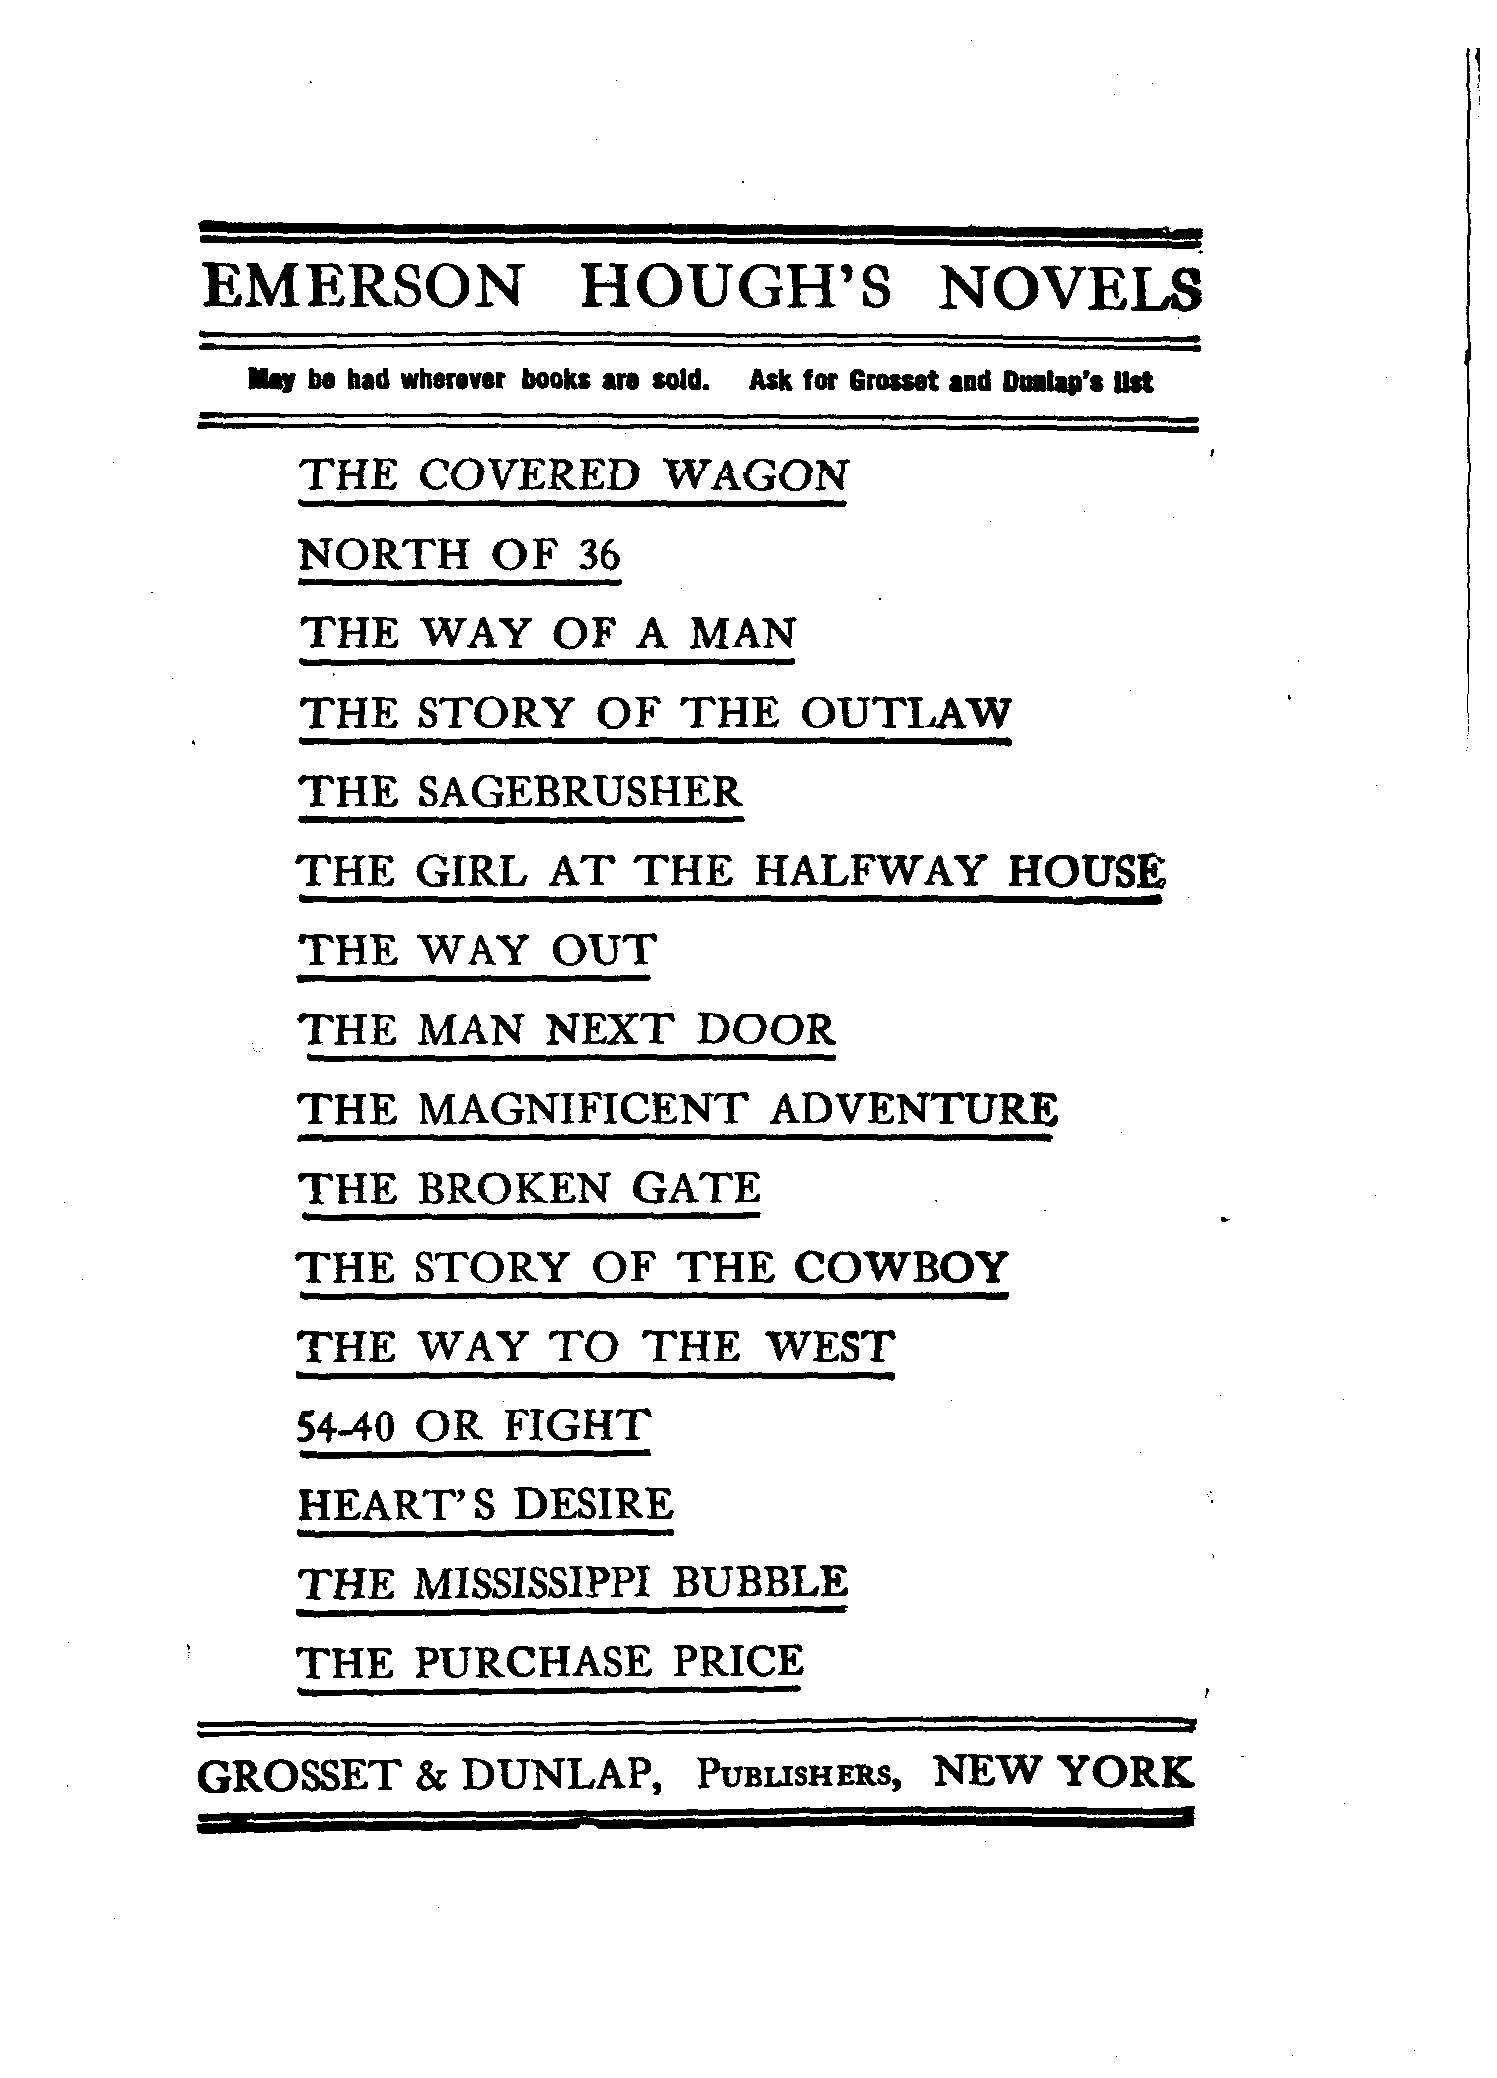 EMERSON HOUGH'S NOVELS
May be had wherever books are sold. Ask for Grosset and Dunlap's list
THE COVERED WAGON
NORTH OF 36
THE WAY OF A MAN
THE STORY OF THE OUTLAW
THE SAGEBRUSHER
THE GIRL AT THE HALFWAY HOUSE
THE WAY OUT
THE MAN NEXT DOOR
THE MAGNIFICENT ADVENTURE
THE BROKEN GATE
THE STORY OF THE COWBOY
THE WAY TO THE WEST
54-40 OR FIGHT
HEART'S DESIRE
THE MISSISSIPPI BUBBLE
THE PURCHASE PRICE
GROSSET & DUNLAP, PUBLISHERS, NEW YORK